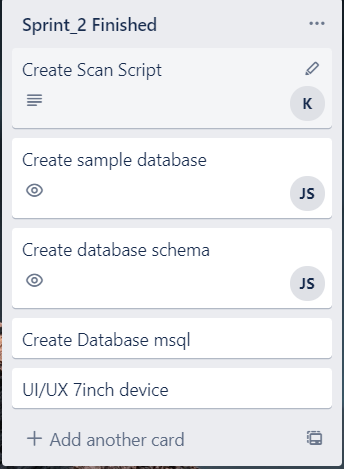 Sprint_2 Finished
Create Scan Script
K
Create sample database
JS
Create database schema
JS
Create Database msql
UI/UX 7inch device
Add another card